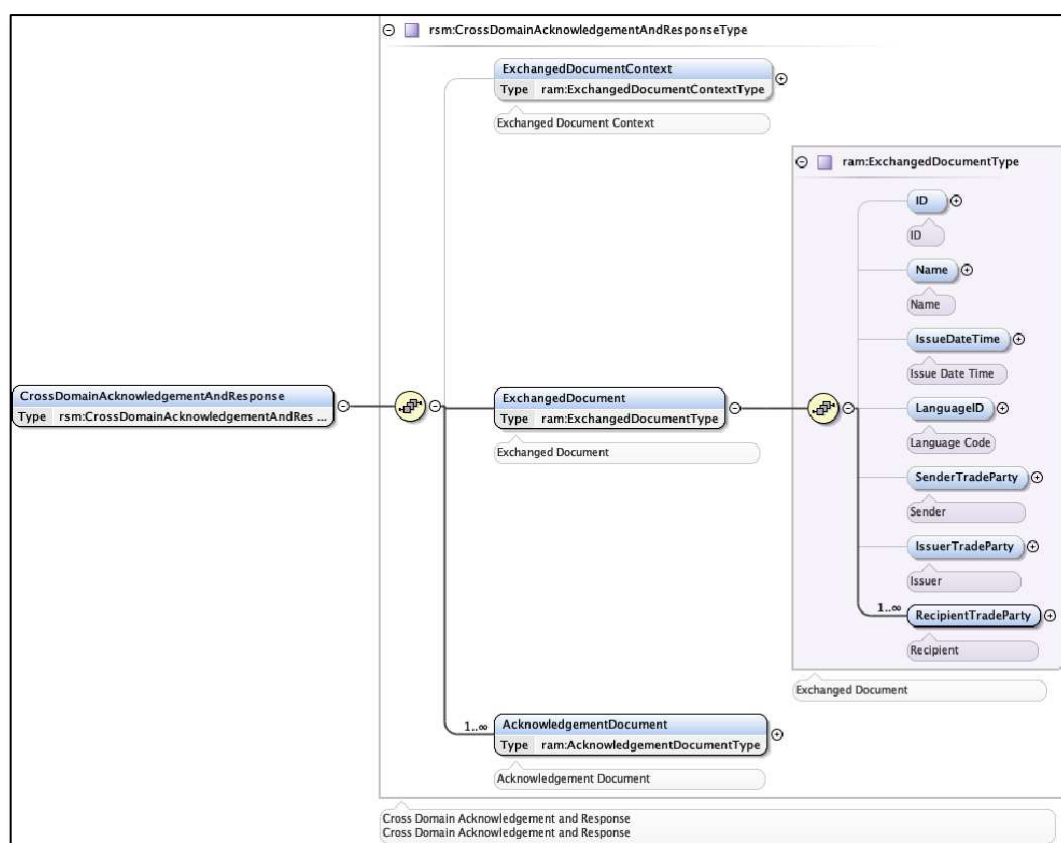 rsm:CrossDomainAcknowledgementAndResponseType
ExchangedDocumentContext
Type ram:ExchangedDocumentContextType
Exchanged Document Context
ram:ExchangedDocumentType
ID
ID
Name
Name
IssueDateTime
Issue Date Time
CrossDomainAcknowledgementAndResponse
Type rsm:CrossDomainAcknowledgementAndRes ...
ExchangedDocument
Type ram:ExchangedDocumentType
Exchanged Document
LanguageID
Language Code
SenderTradeParty
Sender
IssuerTradeParty
Issuer
1..∞
RecipientTradeParty
Recipient
Exchanged Document
1..∞
AcknowledgementDocument
Type ram:AcknowledgementDocumentType
Acknowledgement Document
Cross Domain Acknowledgement and Response
Cross Domain Acknowledgement and Response